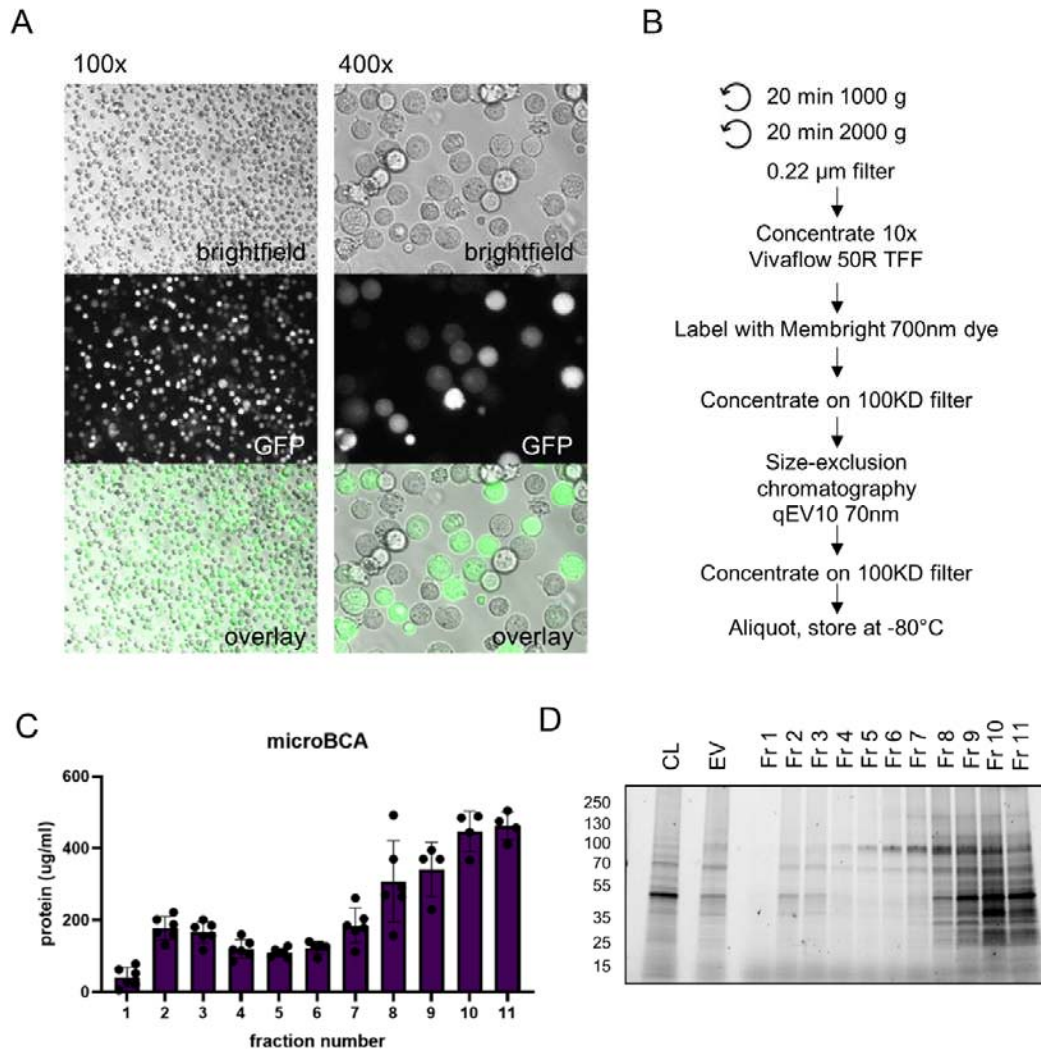 A
100x
400x
brightfield
brightfield
GFP
GFP
overlay
overlay
B
20 min 1000 g
20 min 2000 g
0.22 µm filter
Concentrate 10x
Vivaflow 50R TFF
Label with Membright 700nm dye
Concentrate on 100KD filter
Size-exclusion
chromatography
qEV10 70nm
Concentrate on 100KD filter
Aliquot, store at -80°C
C
microBCA
protein (ug/ml)
600
400
200
0
1 2 3 4 5 6 7 8 9 10 11
fraction number
D
CL EV Fr 1 Fr 2 Fr 3 Fr 4 Fr 5 Fr 6 Fr 7 Fr 8 Fr 9 Fr 10 Fr 11
250
130
100
70
55
35
25
15